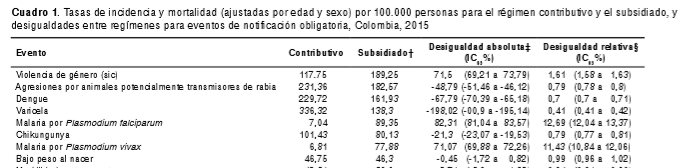 Cuadro 1. Tasas de incidencia y mortalidad (ajustadas por edad y sexo) por 100.000 personas para el régimen contributivo y el subsidiado, y
desigualdades entre regímenes para eventos de notificación obligatoria, Colombia, 2015
Evento Contributivo Subsidiado† Desigualdad absoluta‡ (IC95%) Desigualdad relativa§ (IC95%)
Violencia de género (sic) 117.75 189,25 71,5 (69,21 a 73,79) 1,61 (1,58 a 1,63)
Agresiones por animales potencialmente transmisores de rabia 231,36 182,57 -48,79 (-51,46 a -46,12) 0,79 (0,78 a 0,8)
Dengue 229,72 161,93 -67,79 (-70,39 a -65,18) 0,7 (0,7 a 0,71)
Varicela 336,32 138,3 -198,02 (-00,9 a -195,14) 0,41 (0,41 a 0,42)
Malaria por Plasmodium falciparum 7,04 89,35 82,31 (81,04 a 83,57) 12,69 (12,04 a 13,37)
Chikungunya 101,43 80,13 -21,3 (-23,07 a -19,53) 0,79 (0,77 a 0,81)
Malaria por Plasmodium vivax 6,81 77,88 71,07 (69,88 a 72,26) 11,43 (10,84 a 12,06)
Bajo peso al nacer 46,75 46,3 -0,45 (-1,72 a 0,82) 0,99 (0,96 a 1,02)